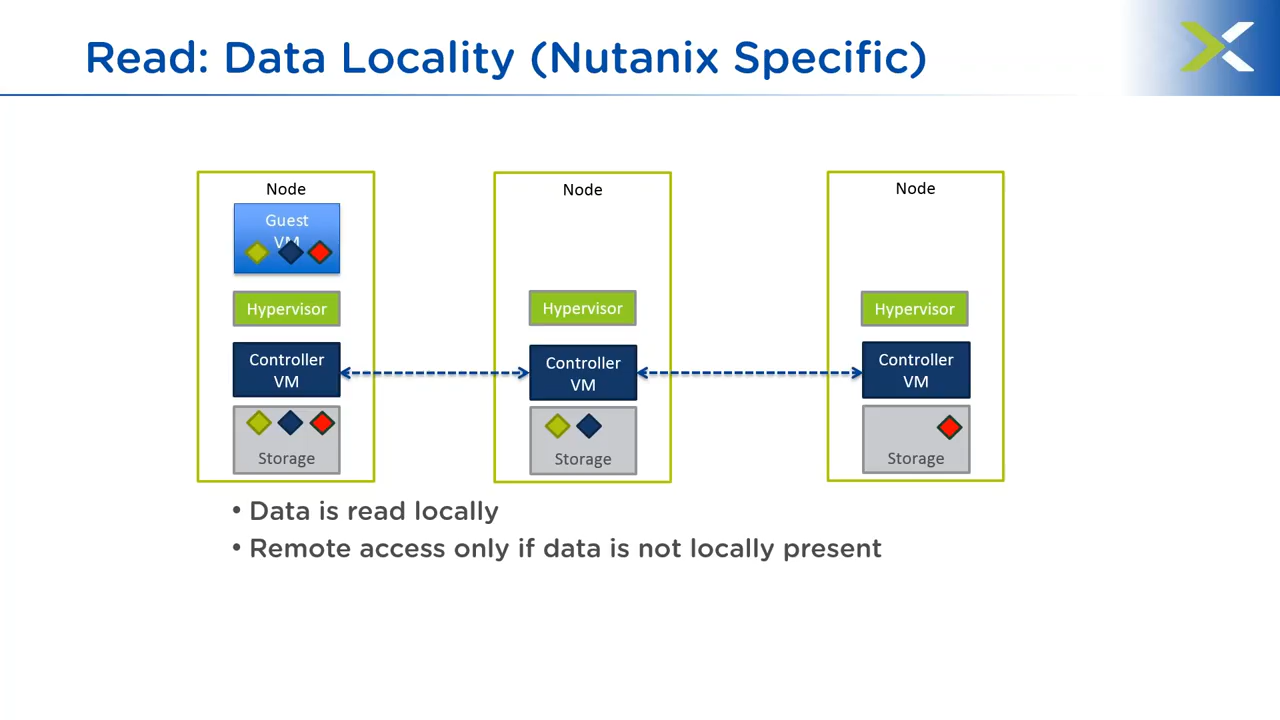 Read: Data Locality (Nutanix Specific)
Node
Guest
VM
Hypervisor
Controller
VM
Storage
Node
Hypervisor
Controller
VM
Storage
Node
Hypervisor
Controller
VM
Storage
• Data is read locally
• Remote access only if data is not locally present